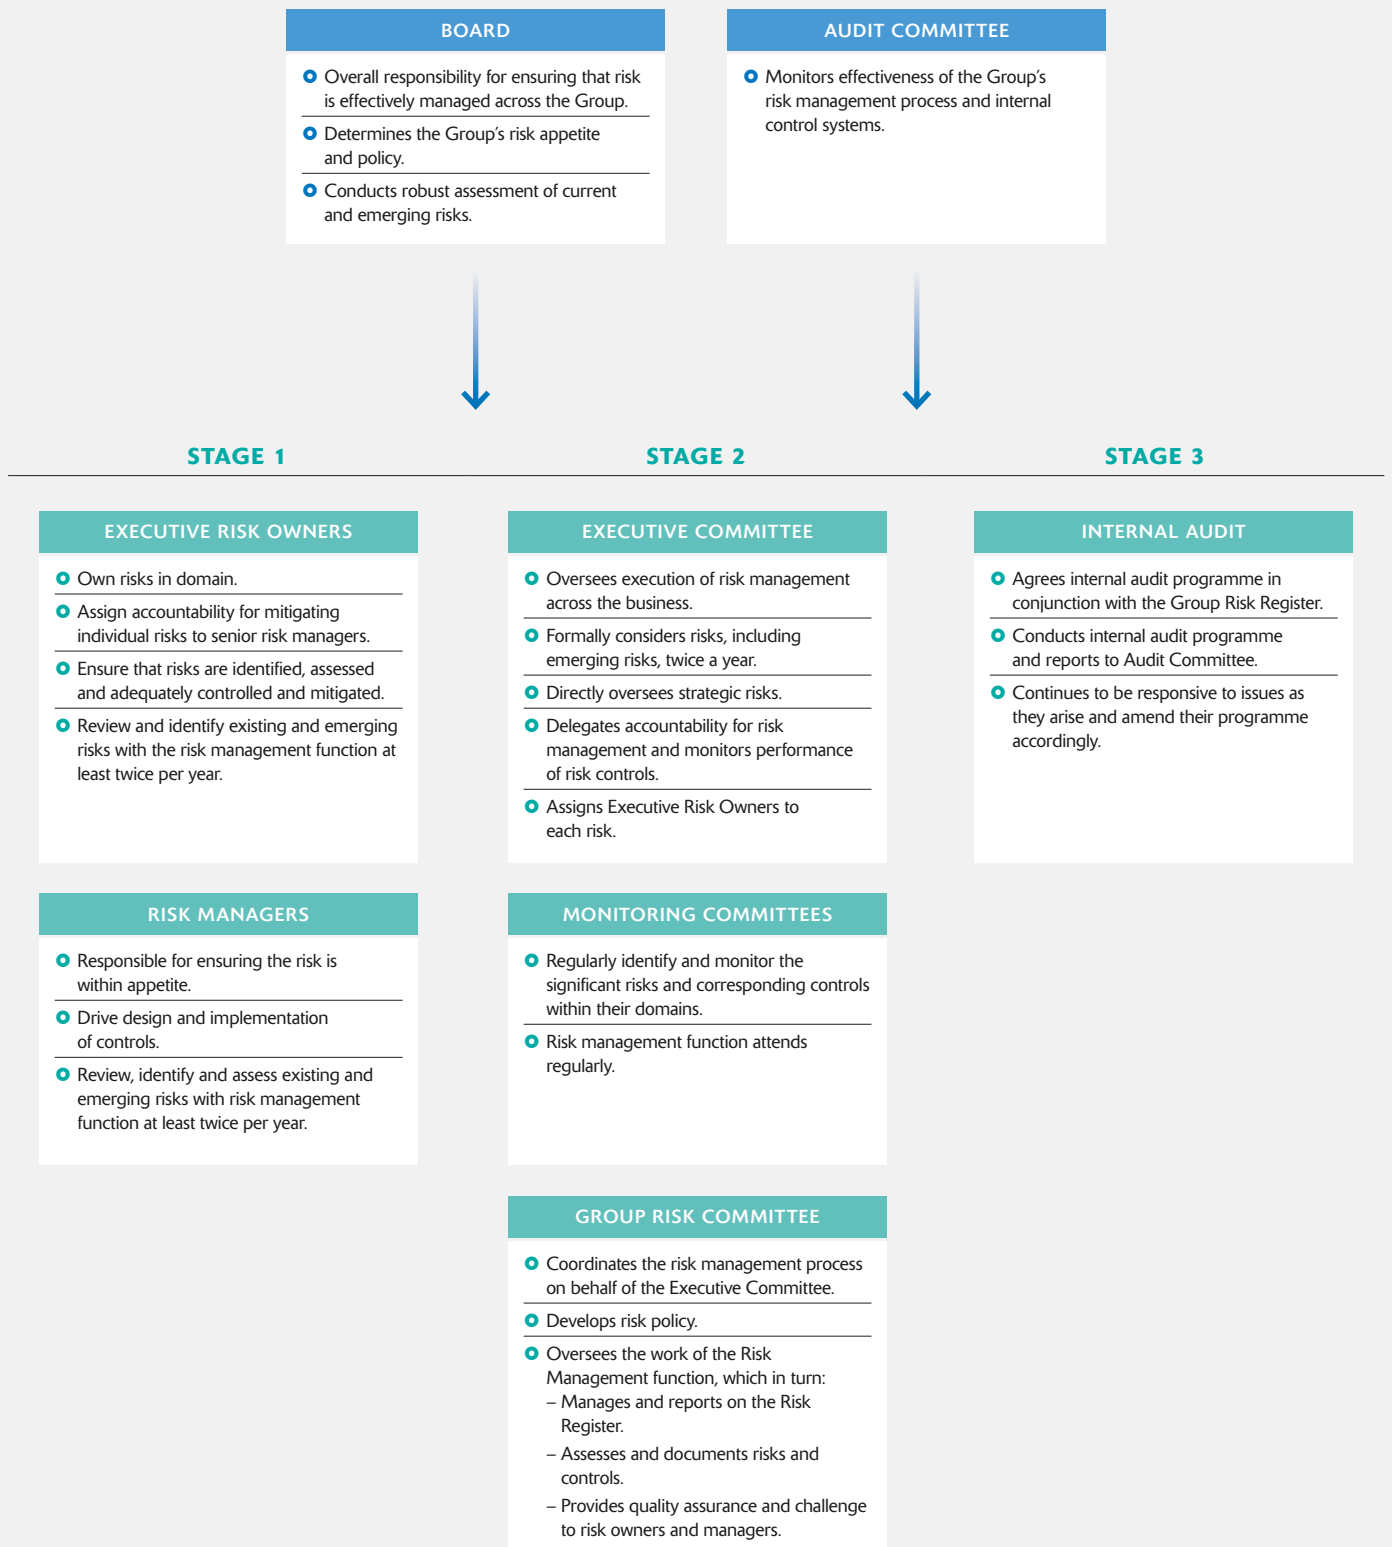 BOARD
Overall responsibility for ensuring that risk
is effectively managed across the Group.
Determines the Group's risk appetite
and policy.
Conducts robust assessment of current
and emerging risks.
AUDIT COMMITTEE
Monitors effectiveness of the Group's
risk management process and internal
control systems.
STAGE 1
STAGE 2
STAGE 3
EXECUTIVE RISK OWNERS
Own risks in domain.
Assign accountability for mitigating
individual risks to senior risk managers.
Ensure that risks are identified, assessed
and adequately controlled and mitigated.
Review and identify existing and emerging
risks with the risk management function at
least twice per year.
RISK MANAGERS
Responsible for ensuring the risk is
within appetite.
Drive design and implementation
of controls.
Review, identify and assess existing and
emerging risks with risk management
function at least twice per year.
EXECUTIVE COMMITTEE
Oversees execution of risk management
across the business.
Formally considers risks, including
emerging risks, twice a year.
Directly oversees strategic risks.
Delegates accountability for risk
management and monitors performance
of risk controls.
Assigns Executive Risk Owners to
each risk.
MONITORING COMMITTEES
Regularly identify and monitor the
significant risks and corresponding controls
within their domains.
Risk management function attends
regularly.
GROUP RISK COMMITTEE
Coordinates the risk management process
on behalf of the Executive Committee.
Develops risk policy.
Oversees the work of the Risk
Management function, which in turn:
– Manages and reports on the Risk
Register.
– Assesses and documents risks and
controls.
– Provides quality assurance and challenge
to risk owners and managers.
INTERNAL AUDIT
Agrees internal audit programme in
conjunction with the Group Risk Register.
Conducts internal audit programme
and reports to Audit Committee.
Continues to be responsive to issues as
they arise and amend their programme
accordingly.